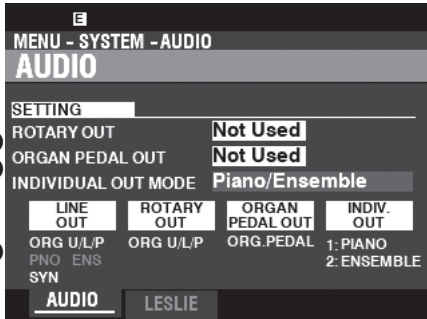 E
MENU - SYSTEM - AUDIO
AUDIO
SETTING
ROTARY OUT Not Used
ORGAN PEDAL OUT Not Used
INDIVIDUAL OUT MODE Piano/Ensemble
LINE OUT ROTARY OUT ORGAN PEDAL OUT INDIV. OUT
ORG U/L/P ORG U/L/P ORG.PEDAL 1: PIANO
PNO ENS 2: ENSEMBLE
SYN
AUDIO LESLIE